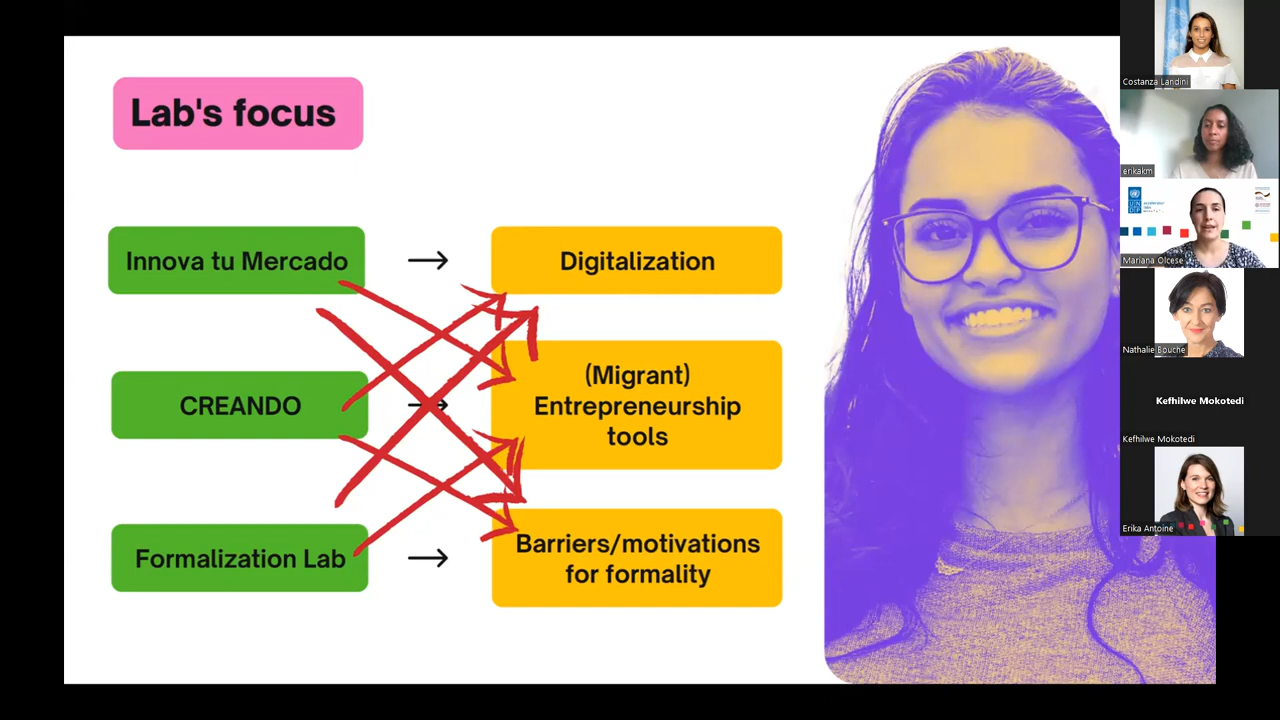 Lab's focus
Innova tu Mercado
Digitalization
CREANDO
(Migrant)
Entrepreneurship
tools
Formalization Lab
Barriers/motivations
for formality
Costanza Landini
erikakm
Mariana Olcese
Nathalie Bouche
Kefhilwe Mokotedi
Kefhilwe Mokotedi
Erika Antoine